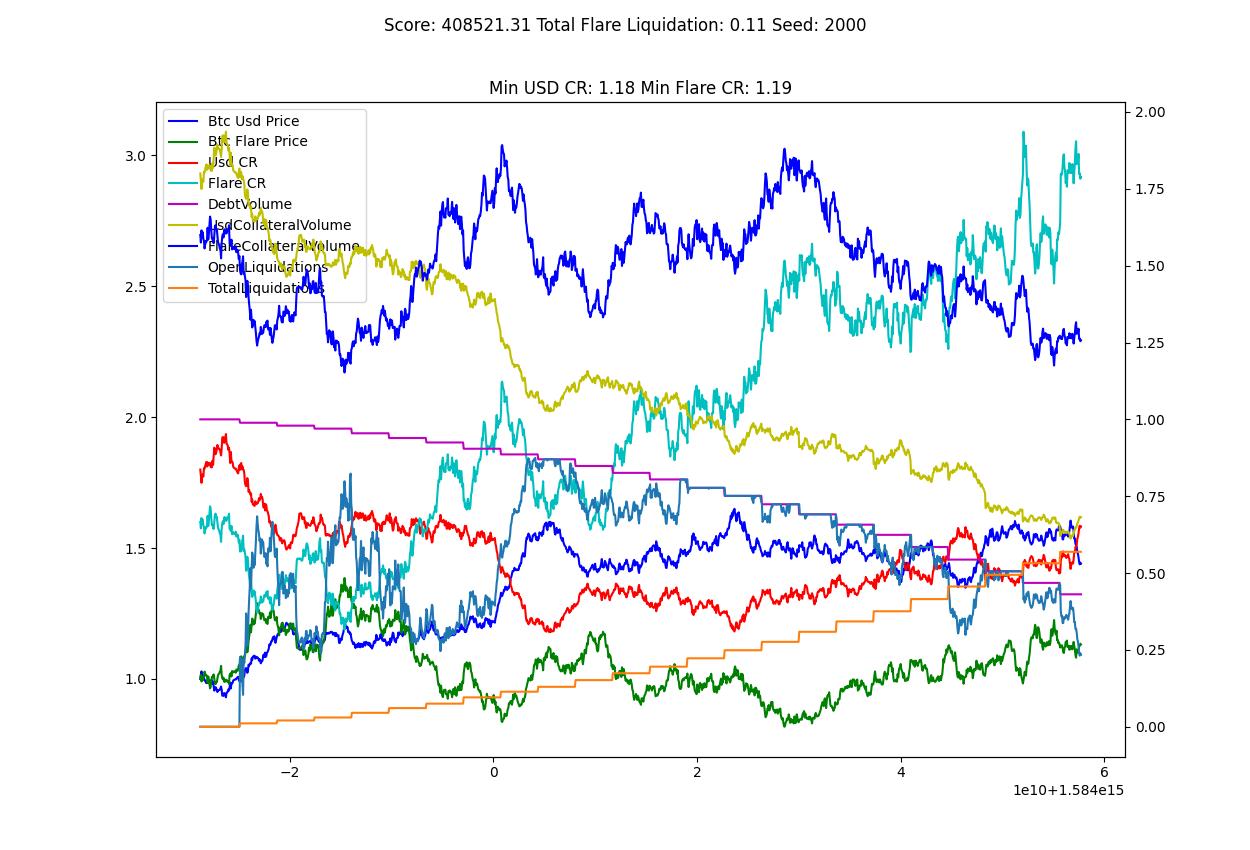 Score: 408521.31 Total Flare Liquidation: 0.11 Seed: 2000
Min USD CR: 1.18 Min Flare CR: 1.19
Btc Usd Price
Btc Flare Price
Usd CR
Flare CR
DebtVolume
UsdCollateralVolume
FlareCollateralVolume
OpenLiquidations
TotalLiquidations
3.0
2.5
2.0
1.5
1.0
2.00
1.75
1.50
1.25
1.00
0.75
0.50
0.25
0.00
−2
0
2
4
6
1e10+1.584e15